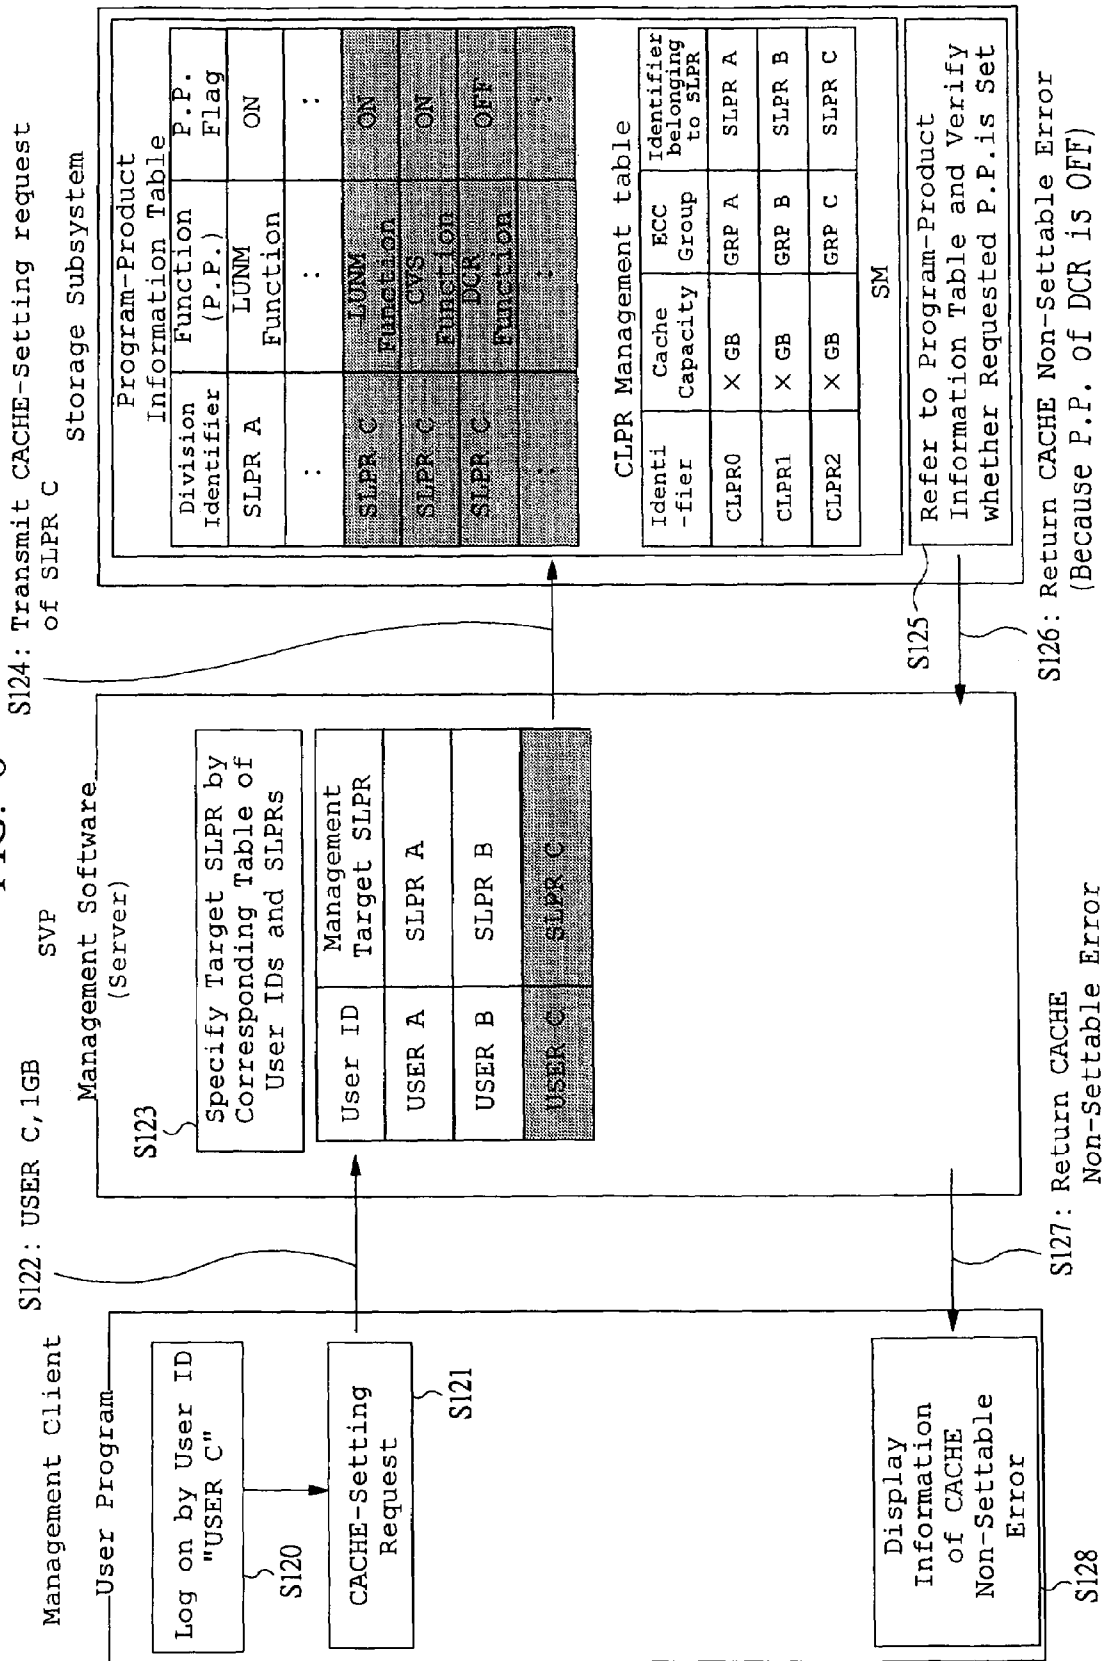 Management Client
User Program
Log on by User ID
"USER C"
S120
CACHE-Setting
Request
S121
Display
Information
of CACHE
Non-Settable
Error
S128
S122: USER C, 1GB
SVP
Management Software
(Server)
S123
Specify Target SLPR by
Corresponding Table of
User IDs and SLPRs
User ID
Management
Target SLPR
USER A
SLPR A
USER B
SLPR B
USER C
SLPR C
S127: Return CACHE
Non-Settable Error
S124: Transmit CACHE-Setting request
of SLPR C
Storage Subsystem
Program-Product
Information Table
Division
Identifier
Function
(P.P.)
P.P.
Flag
SLPR A
LUNM
Function
ON
:
:
:
SLPR C
LUNM
Function
ON
SLPR C
CVS
Function
ON
SLPR C
DCR
Function
OFF
:
:
:
CLPR Management table
Identi
-fier
Cache
Capacity
ECC
Group
Identifier
belonging
to SLPR
CLPR0
X GB
GRP A
SLPR A
CLPR1
X GB
GRP B
SLPR B
CLPR2
X GB
GRP C
SLPR C
SM
Refer to Program-Product
Information Table and Verify
whether Requested P.P.is Set
S125
S126: Return CACHE Non-Settable Error
(Because P.P. of DCR is OFF)